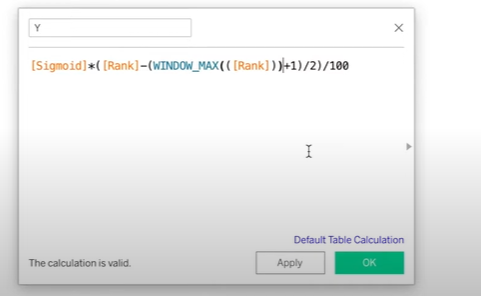 Y
[Sigmoid]*([Rank]-(WINDOW_MAX(([Rank]))+1)/2)/100
Default Table Calculation
The calculation is valid.
Apply
OK